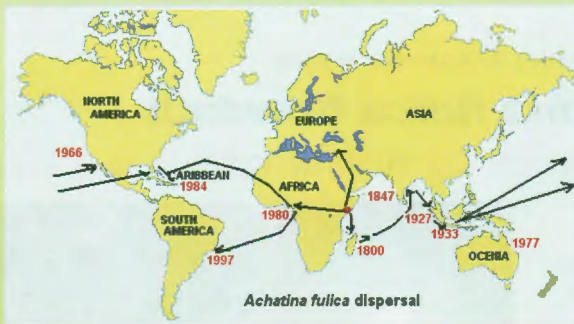 NORTH
AMERICA
EUROPE
ASIA
1966
CARIBBEAN
1984
AFRICA
1847
1980
1927
SOUTH
AMERICA
1933
1800
1977
1997
OCENIA
Achatina fulica dispersal